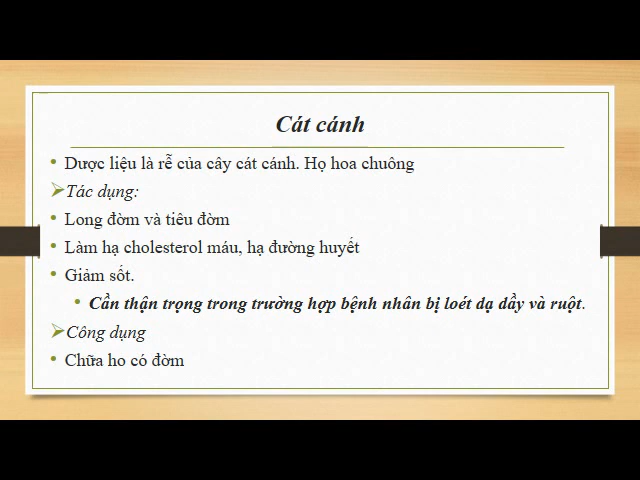 Cát cánh
Dược liệu là rễ của cây cát cánh. Họ hoa chuông
Tác dụng:
Long đờm và tiêu đờm
Làm hạ cholesterol máu, hạ đường huyết
Giảm sốt.
Cần thận trọng trong trường hợp bệnh nhân bị loét dạ dầy và ruột.
Công dụng
Chữa ho có đờm